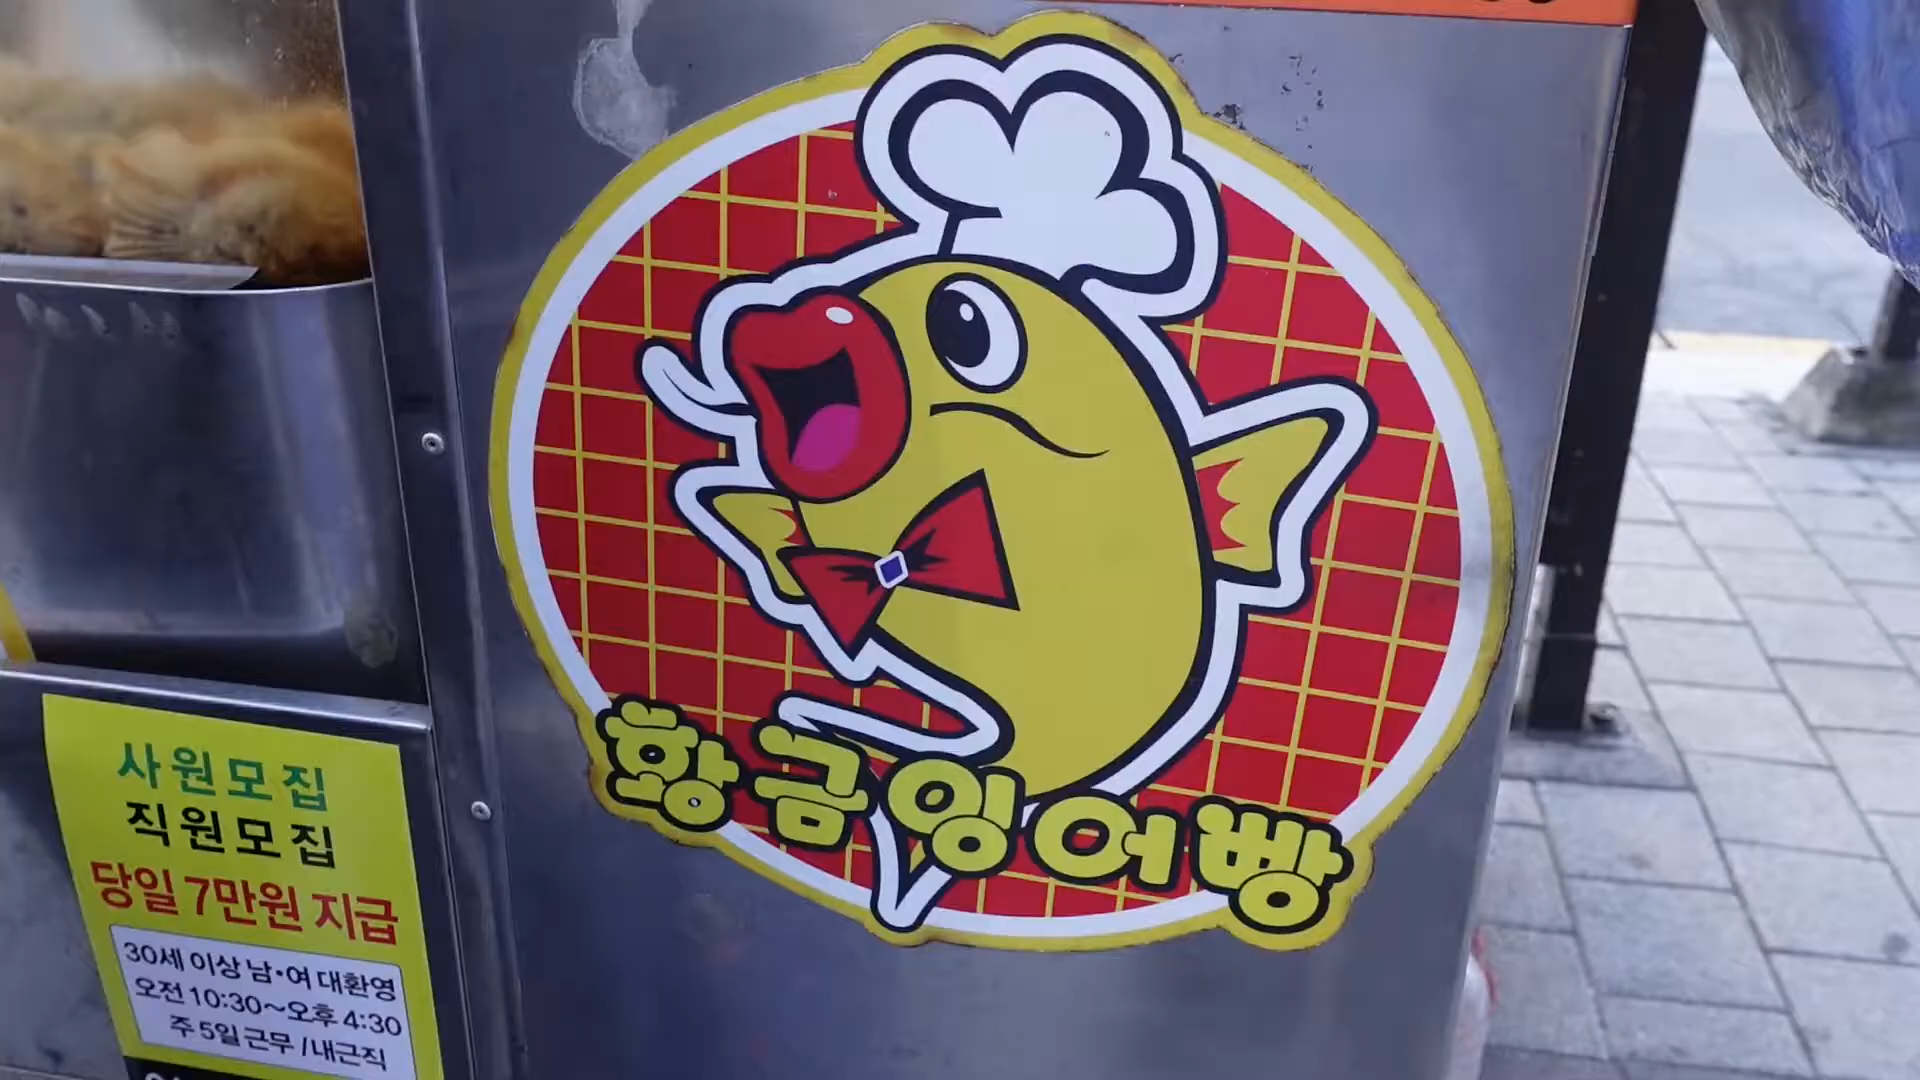 황금잉어빵
사원모집
직원모집
당일 7만원 지급
30세 이상 남·여 대환영
오전 10:30~오후 4:30
주 5일 근무 /내근직